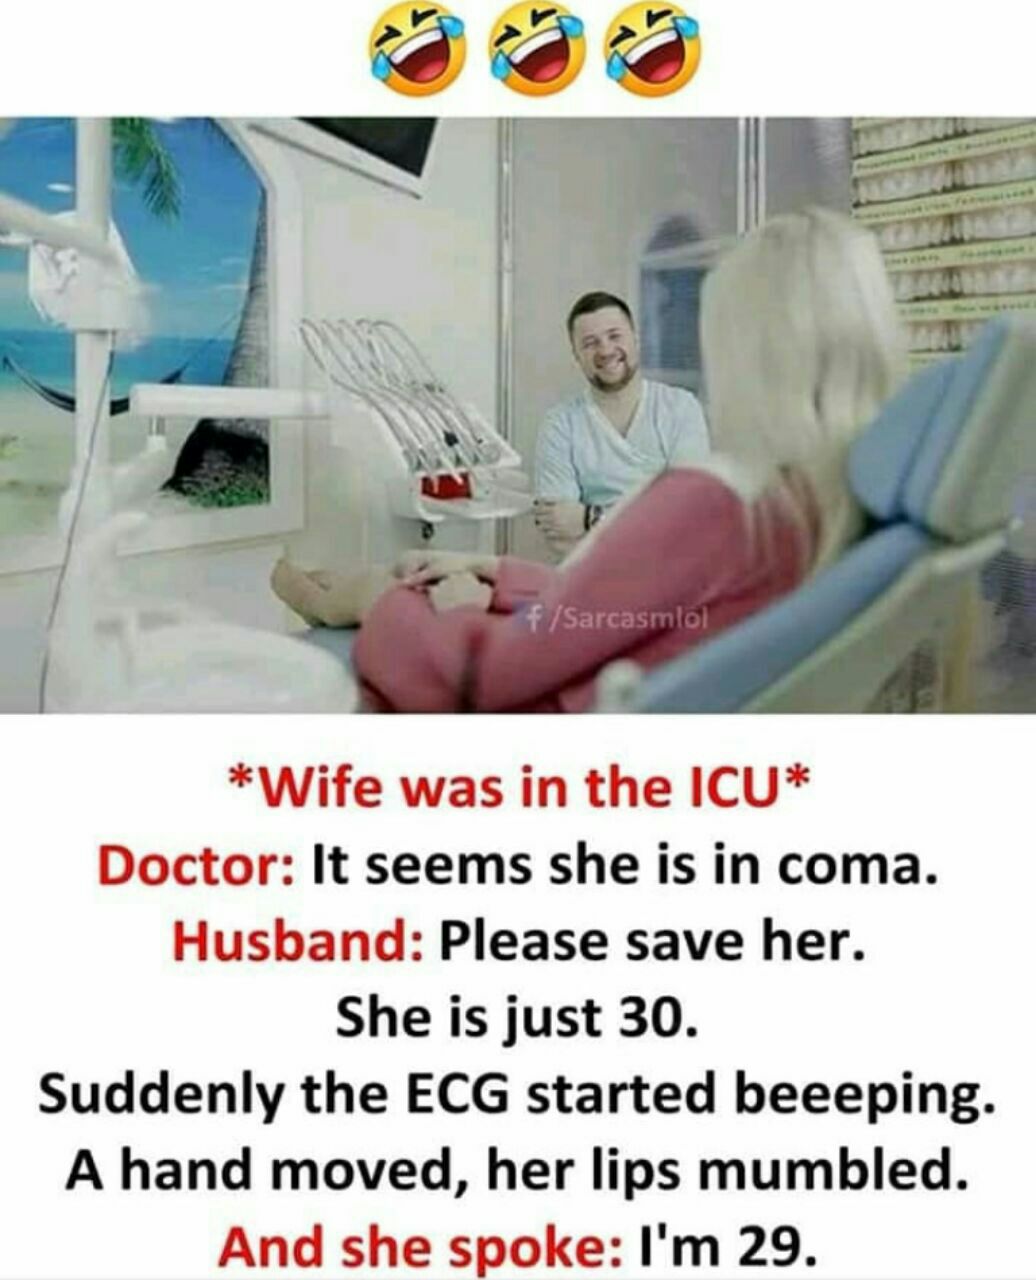 f/Sarcasmlol
*Wife was in the ICU*
Doctor: It seems she is in coma.
Husband: Please save her.
She is just 30.
Suddenly the ECG started beeeping.
A hand moved, her lips mumbled.
And she spoke: I'm 29.